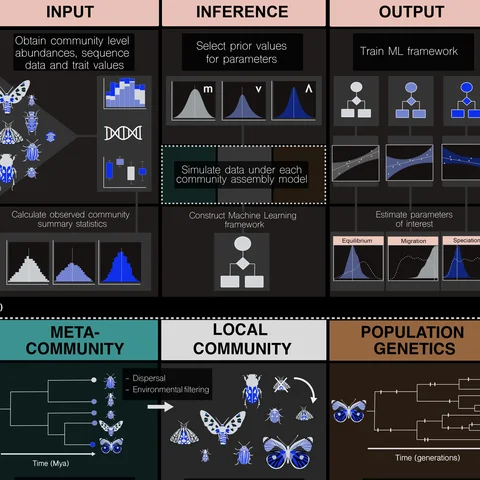 INPUT
INFERENCE
OUTPUT
Obtain community level
abundances, sequence
data and trait values
Select prior values
for parameters
Train ML framework
m
v
Λ
Simulate data under each
community assembly model
Calculate observed community
summary statistics
Construct Machine Learning
framework
Estimate parameters
of interest
Equilibrium
Migration
Speciation
)
META-
COMMUNITY
LOCAL
COMMUNITY
POPULATION
GENETICS
- Dispersal
- Environmental filtering
Time (Mya)
Time (generations)